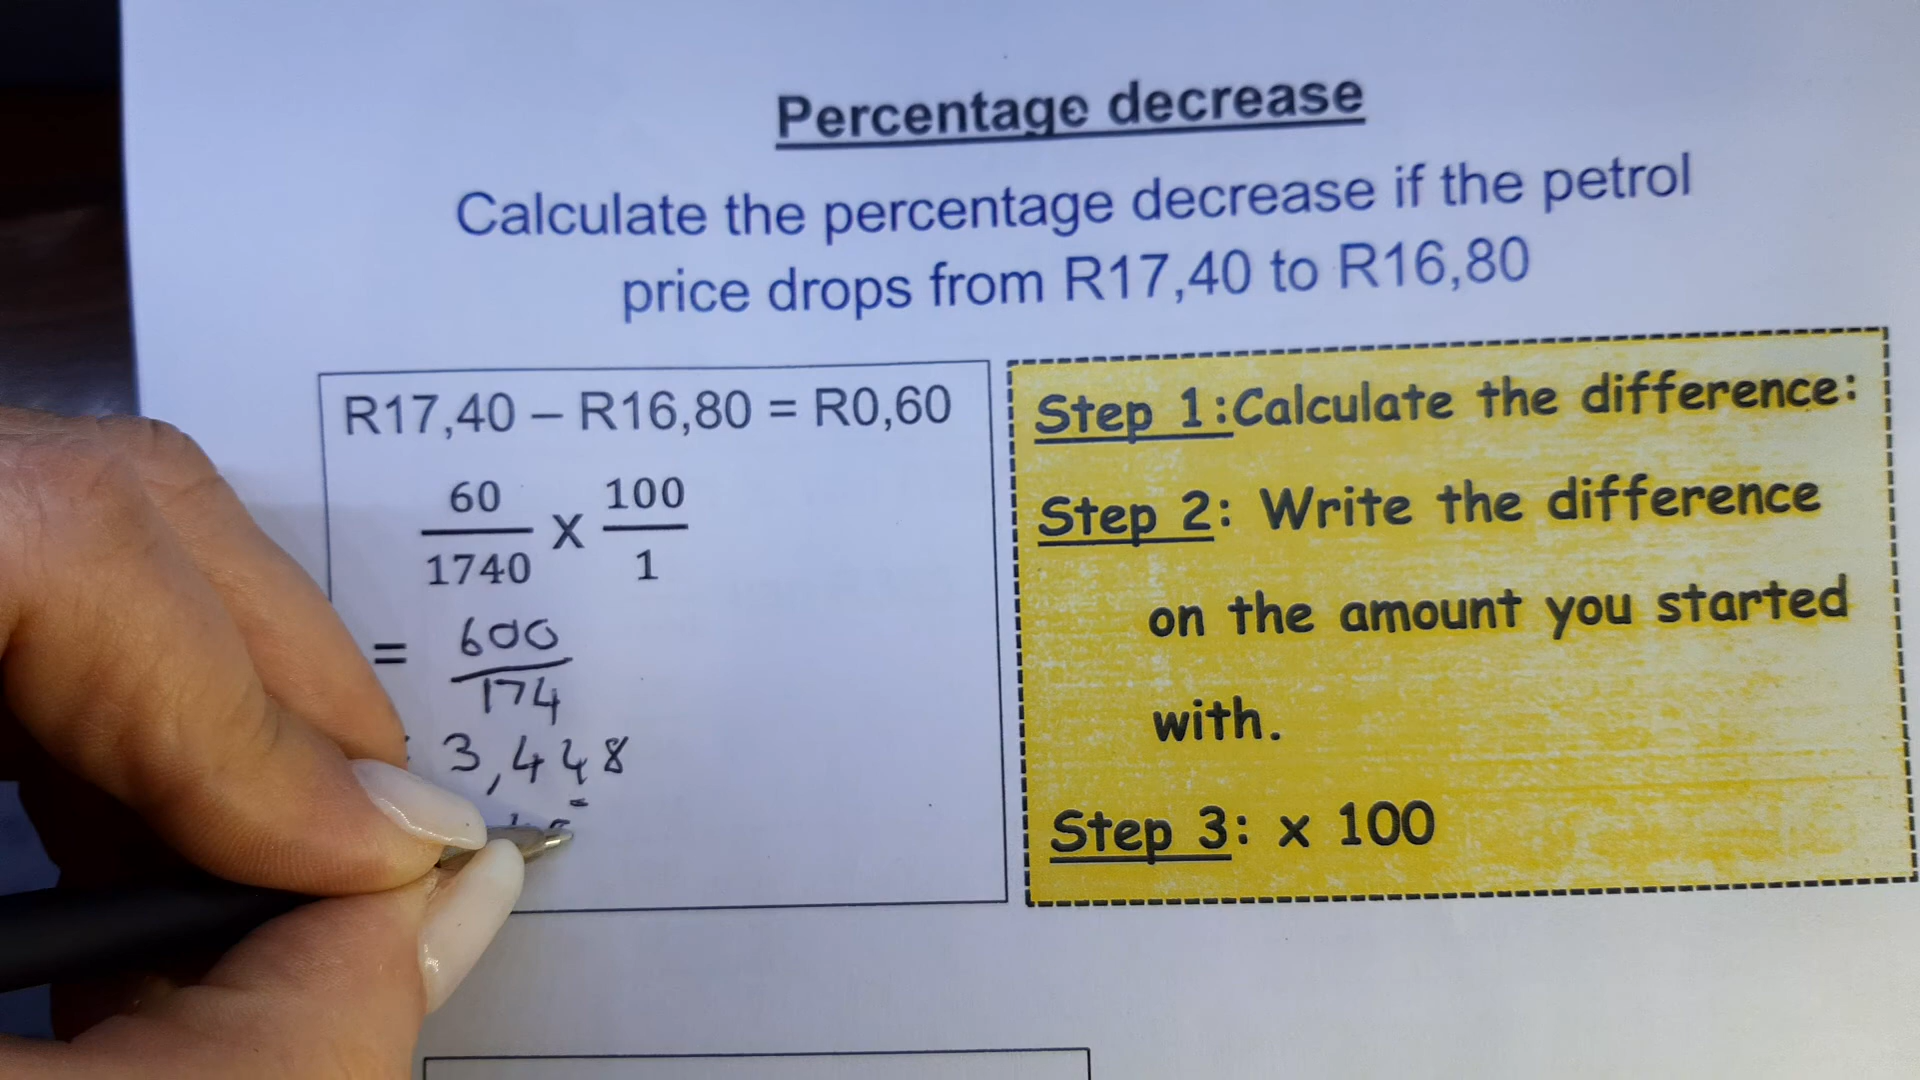 Percentage decrease
Calculate the percentage decrease if the petrol
price drops from R17,40 to R16,80
R17,40 – R16,80 = R0,60
60/1740 X 100/1
= 600/174
3,448
Step 1:Calculate the difference:
Step 2: Write the difference
on the amount you started
with.
Step 3: x 100